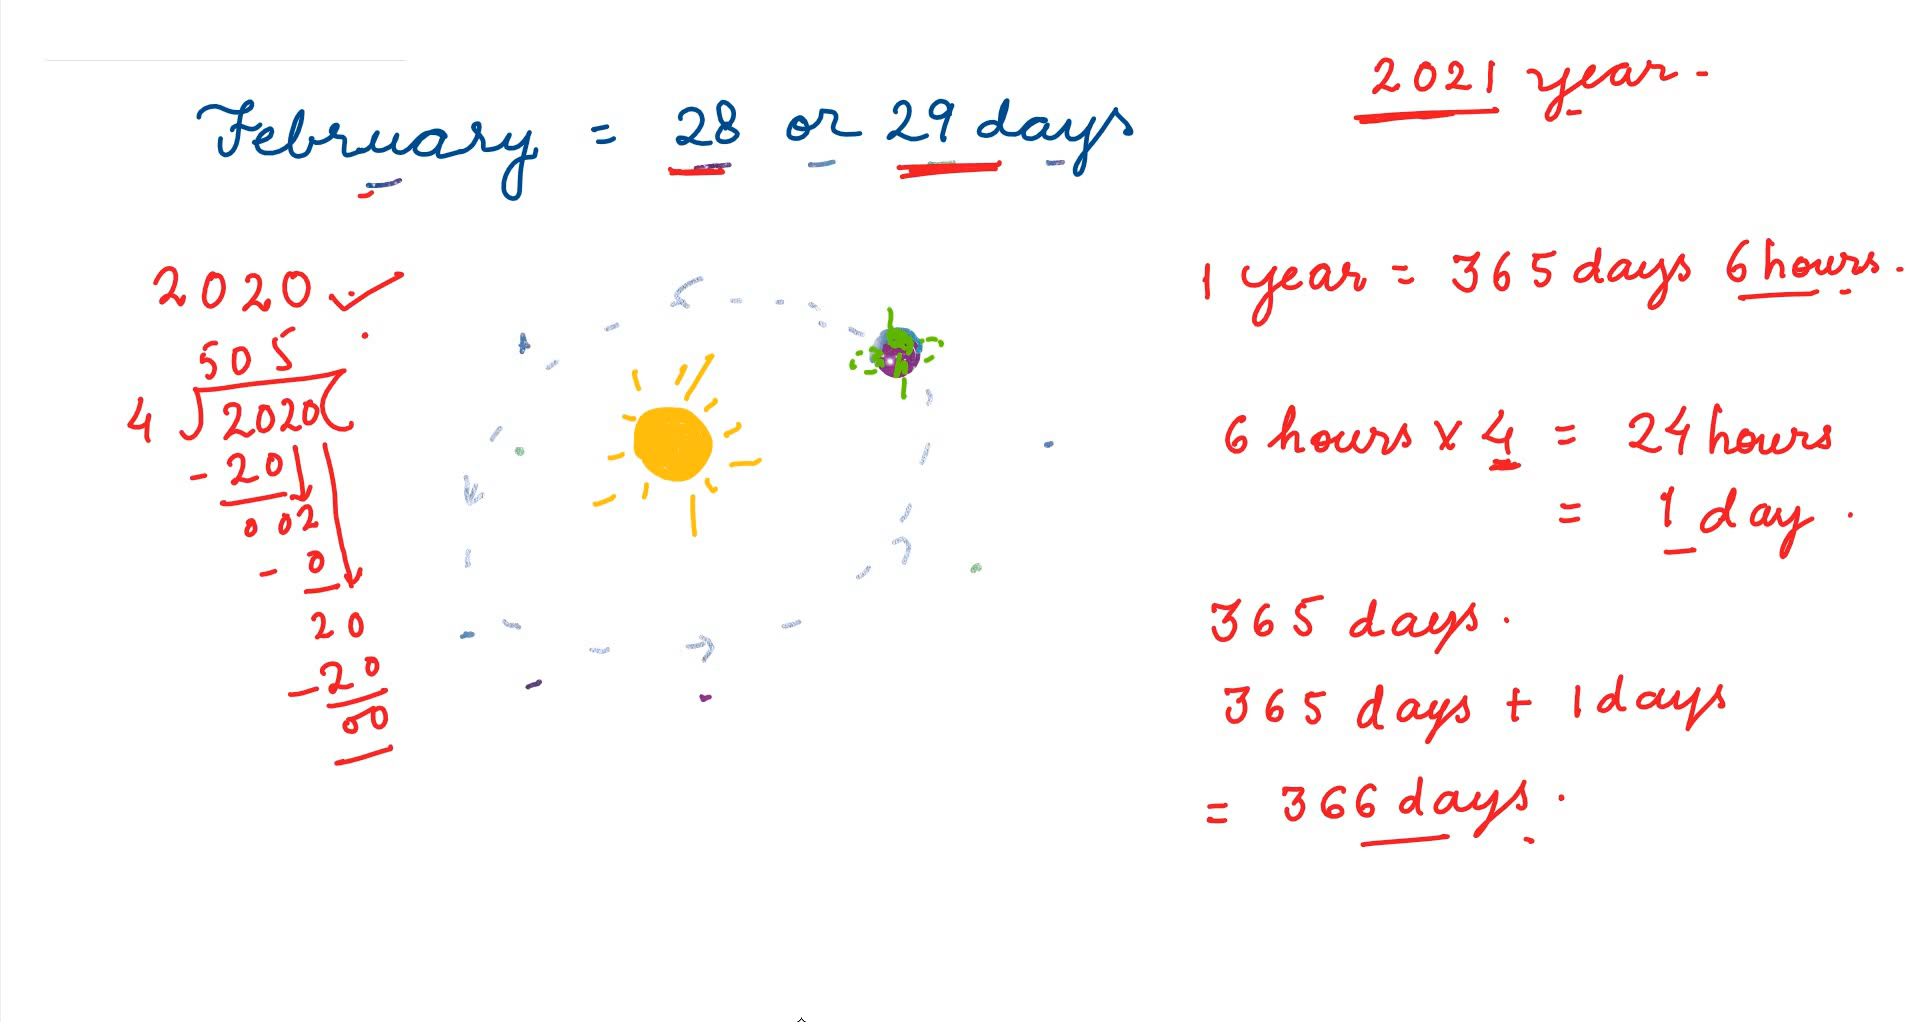 February = 28 or 29 days
2021 year.
2020 ✓
505
4 √2020(
- 20
002
- 0
20
- 20
00
1 year = 365 days 6 hours.
6 hours x 4 = 24 hours
= 1 day.
365 days.
365 days + 1 days
= 366 days.